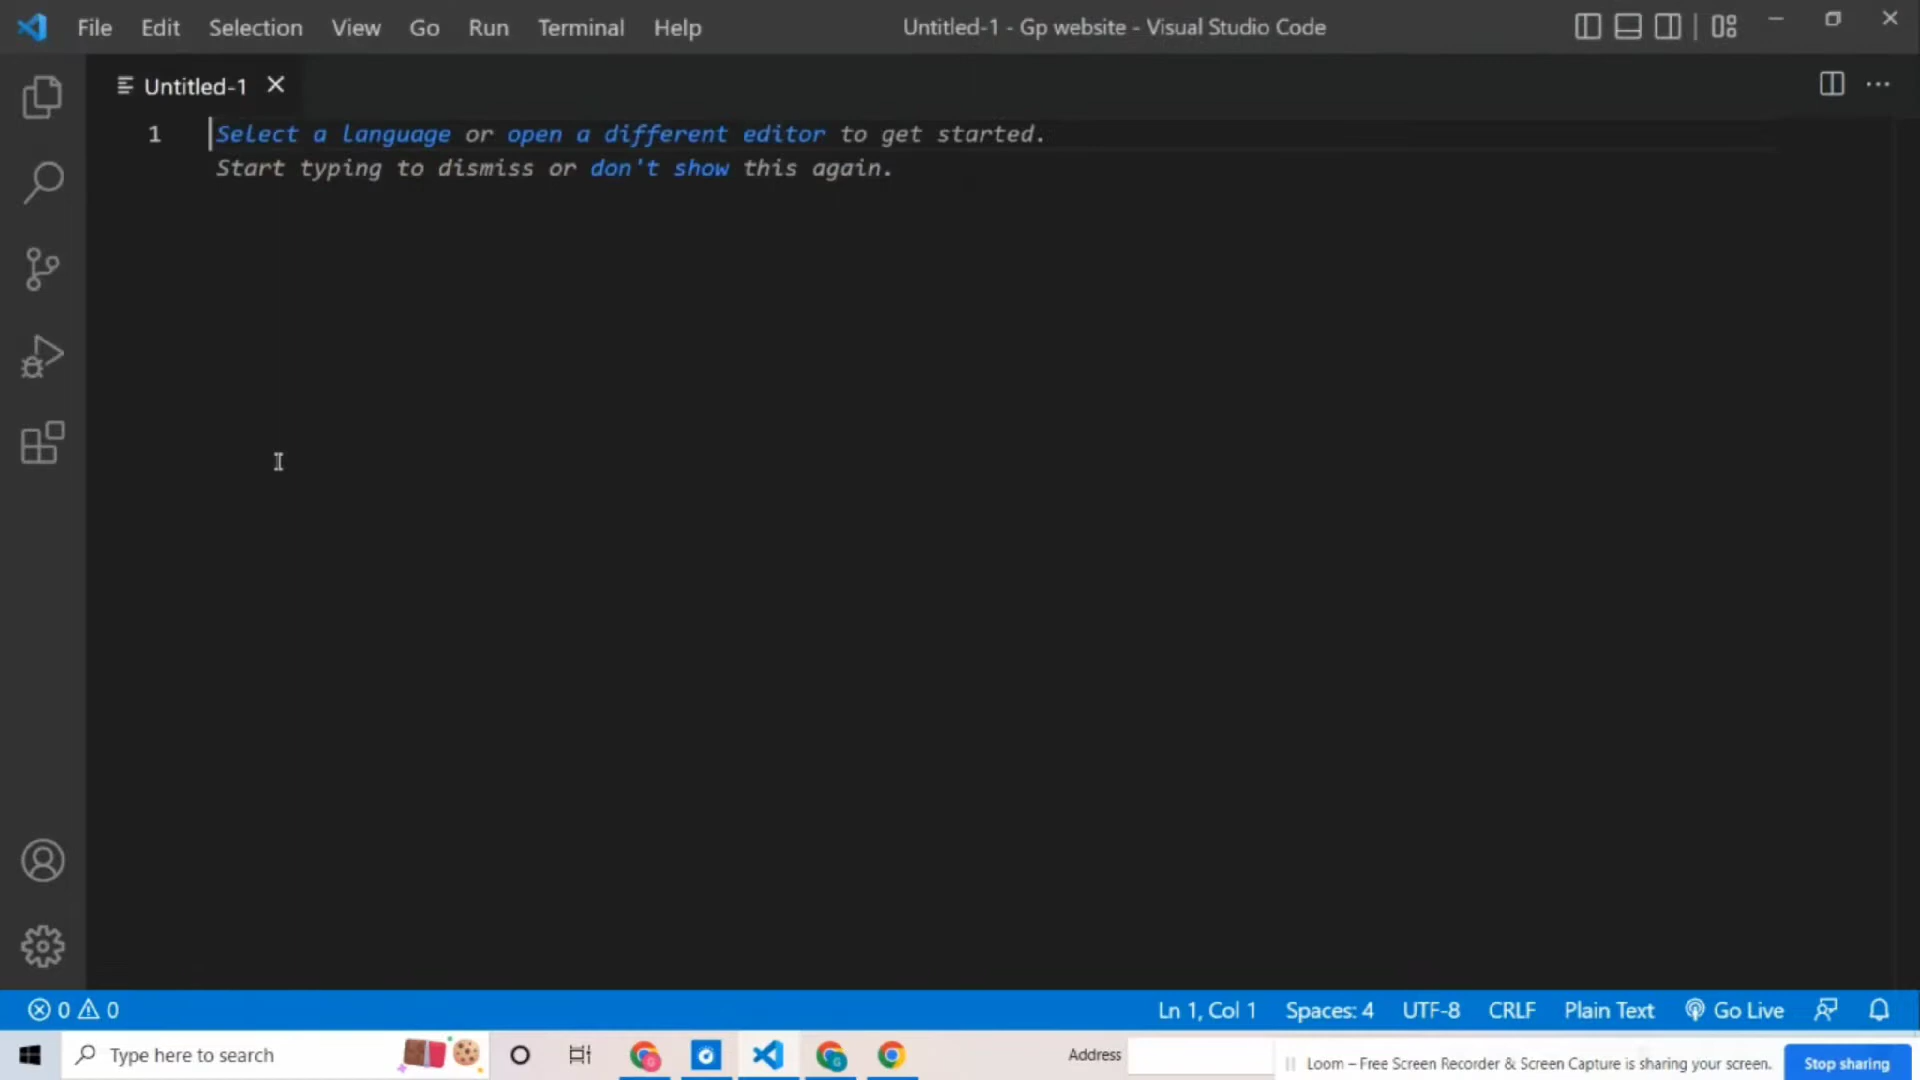 File Edit Selection View Go Run Terminal Help Untitled-1 - Gp website - Visual Studio Code
Untitled-1
1 Select a language or open a different editor to get started.
Start typing to dismiss or don't show this again.
0 0 Ln 1, Col 1 Spaces: 4 UTF-8 CRLF Plain Text Go Live
Type here to search Address Loom – Free Screen Recorder & Screen Capture is sharing your screen. Stop sharing